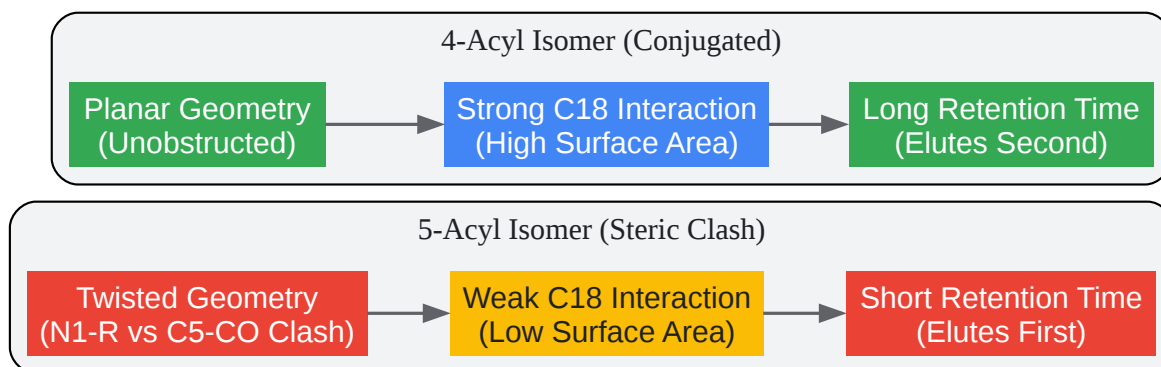 4-Acyl Isomer (Conjugated)
Planar Geometry
(Unobstructed)
Strong C18 Interaction
(High Surface Area)
Long Retention Time
(Elutes Second)
5-Acyl Isomer (Steric Clash)
Twisted Geometry
(N1-R vs C5-CO Clash)
Weak C18 Interaction
(Low Surface Area)
Short Retention Time
(Elutes First)